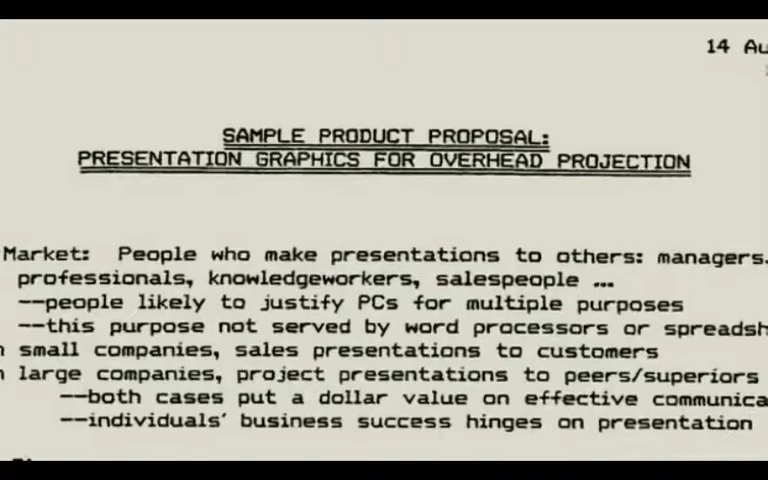 14 Au
SAMPLE PRODUCT PROPOSAL:
PRESENTATION GRAPHICS FOR OVERHEAD PROJECTION
Market: People who make presentations to others: managers,
professionals, knowledgeworkers, salespeople ...
--people likely to justify PCs for multiple purposes
--this purpose not served by word processors or spreadsh
n small companies, sales presentations to customers
n large companies, project presentations to peers/superiors
--both cases put a dollar value on effective communica
--individuals' business success hinges on presentation